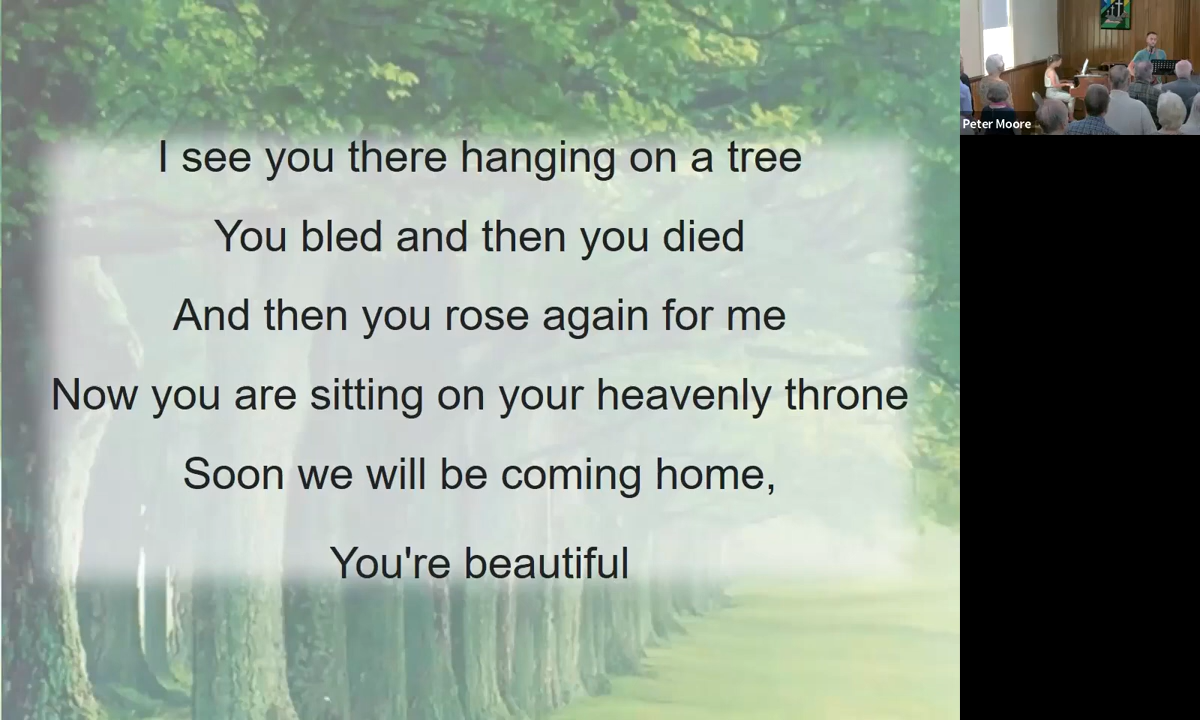 I see you there hanging on a tree
You bled and then you died
And then you rose again for me
Now you are sitting on your heavenly throne
Soon we will be coming home,
You're beautiful
Peter Moore